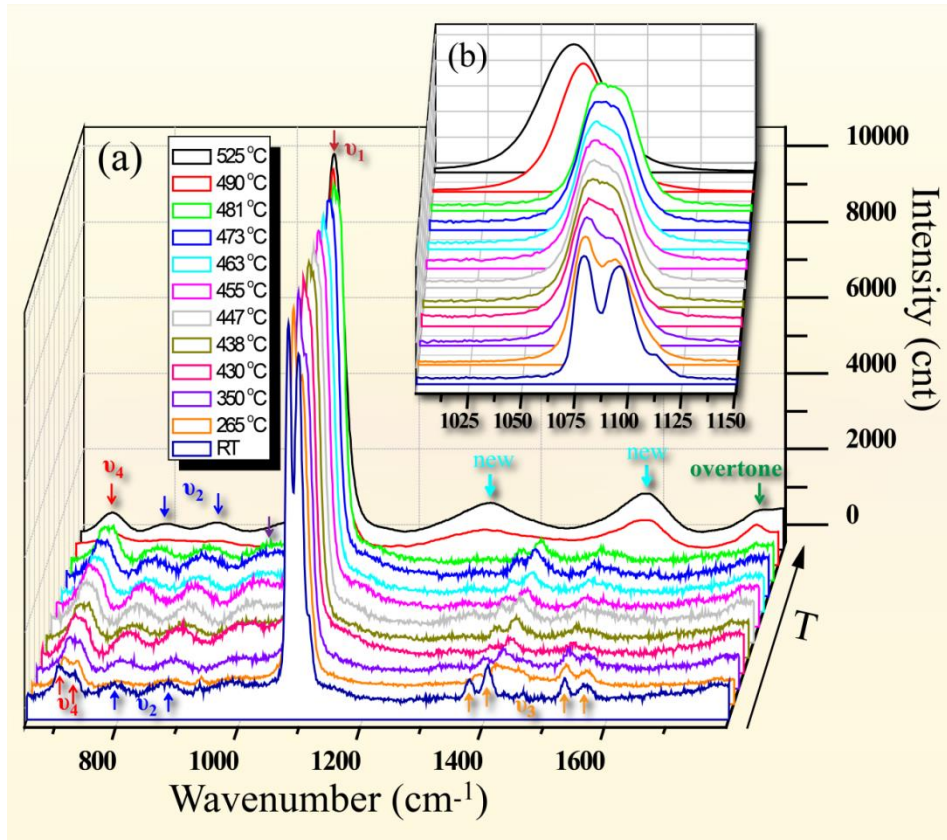 (b)
(a)
υ1
525 °C
490 °C
481 °C
473 °C
463 °C
455 °C
447 °C
438 °C
430 °C
350 °C
265 °C
RT
1025 1050 1075 1100 1125 1150
10000
8000
6000
4000
2000
0
Intensity (cnt)
υ4
υ2
new
new
overtone
T
υ4
υ2
υ3
800 1000 1200 1400 1600
Wavenumber (cm-1)